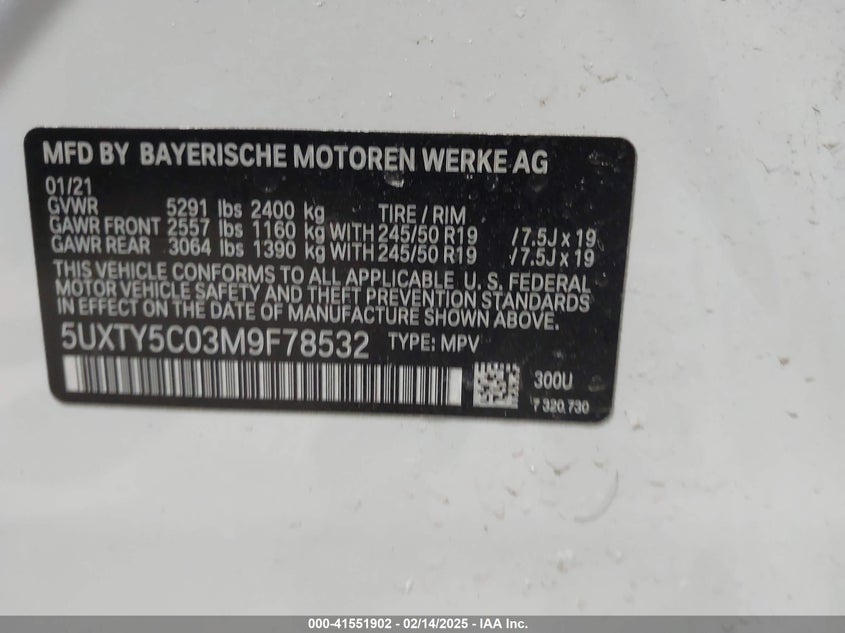 MFD BY BAYERISCHE MOTOREN WERKE AG
01/21
GVWR 5291 lbs 2400 kg TIRE / RIM
GAWR FRONT 2557 lbs 1160 kg WITH 245/50 R19 /7.5J x 19
GAWR REAR 3064 lbs 1390 kg WITH 245/50 R19 /7.5J x 19
THIS VEHICLE CONFORMS TO ALL APPLICABLE U. S. FEDERAL
MOTOR VEHICLE SAFETY AND THEFT PREVENTION STANDARDS
IN EFFECT ON THE DATE OF MANUFACTURE SHOWN ABOVE.
5UXTY5C03M9F78532 TYPE: MPV
300U
7 320 730
000-41551902 - 02/14/2025 - IAA Inc.